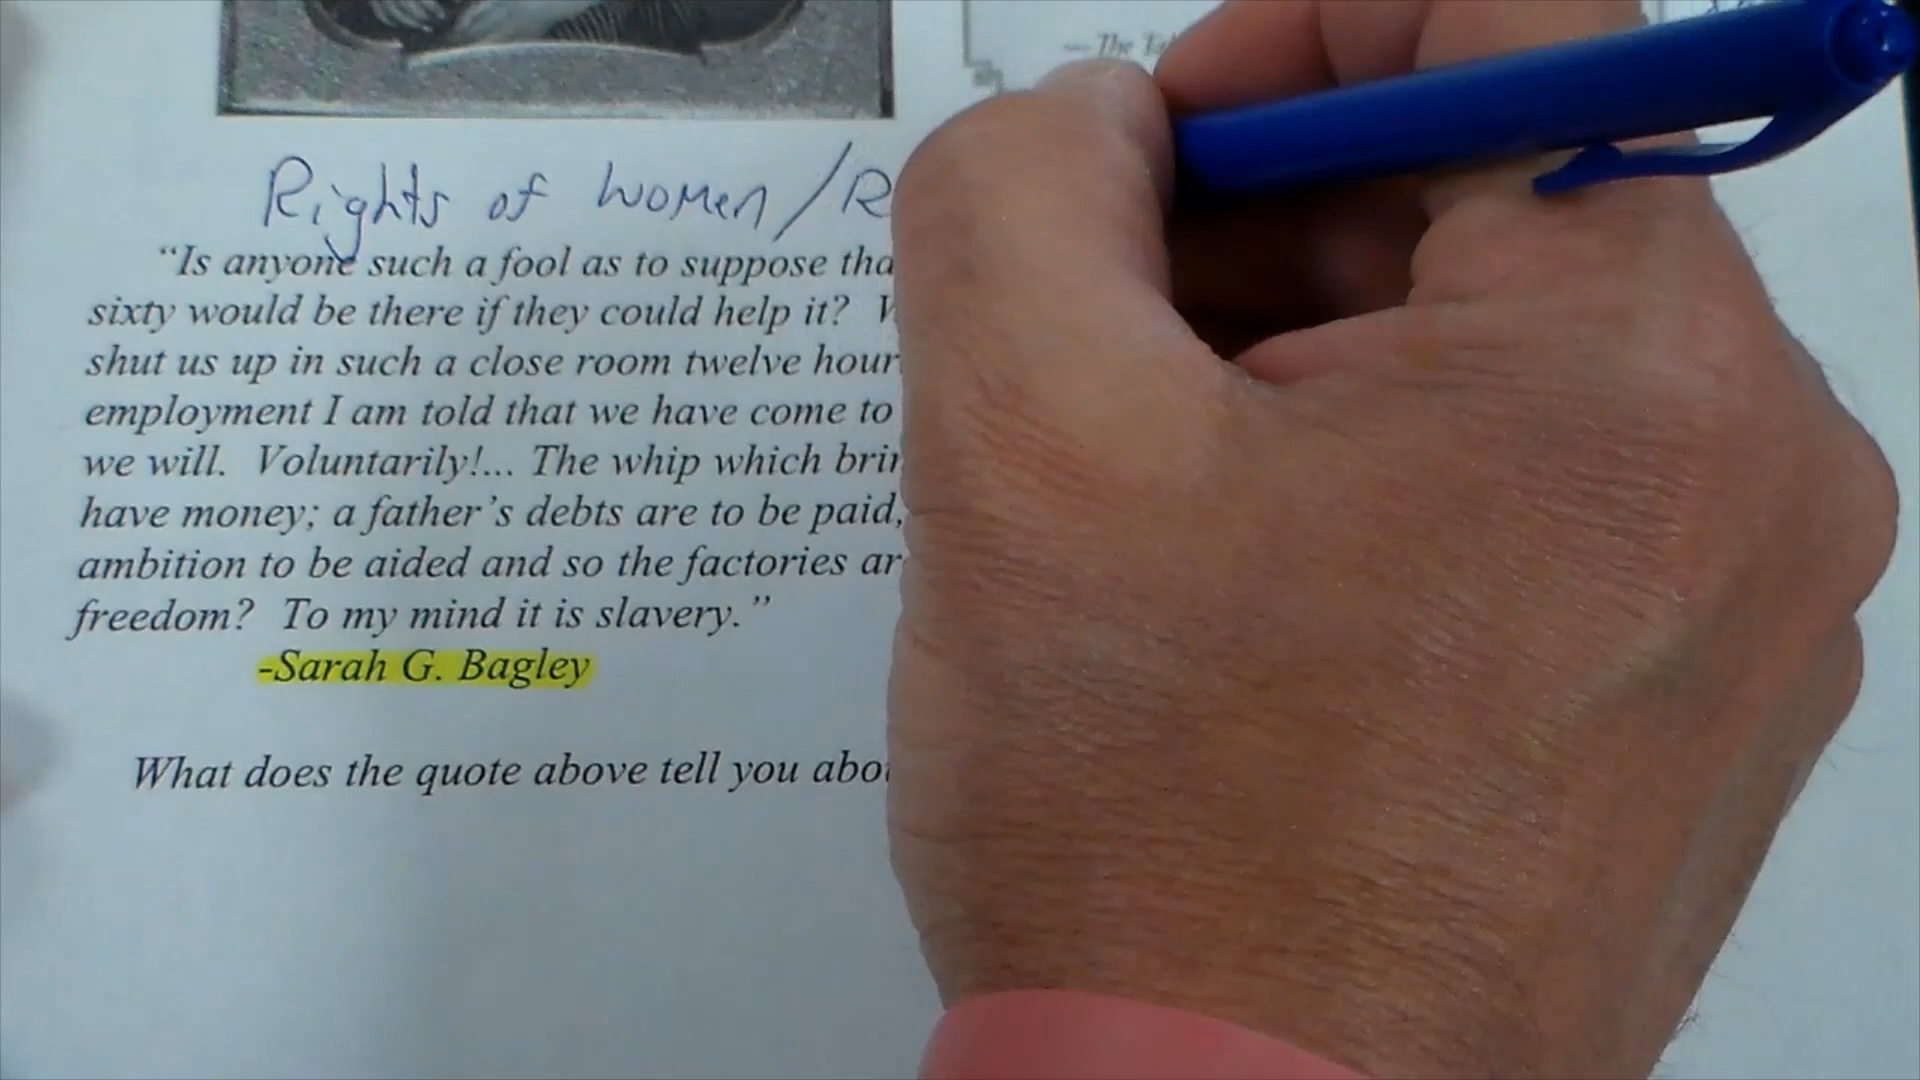 — The
Rights of women / R
“Is anyone such a fool as to suppose tha
sixty would be there if they could help it?
shut us up in such a close room twelve hour
employment I am told that we have come to
we will. Voluntarily!... The whip which brin
have money; a father’s debts are to be paid,
ambition to be aided and so the factories ar
freedom? To my mind it is slavery.”
-Sarah G. Bagley
What does the quote above tell you abo